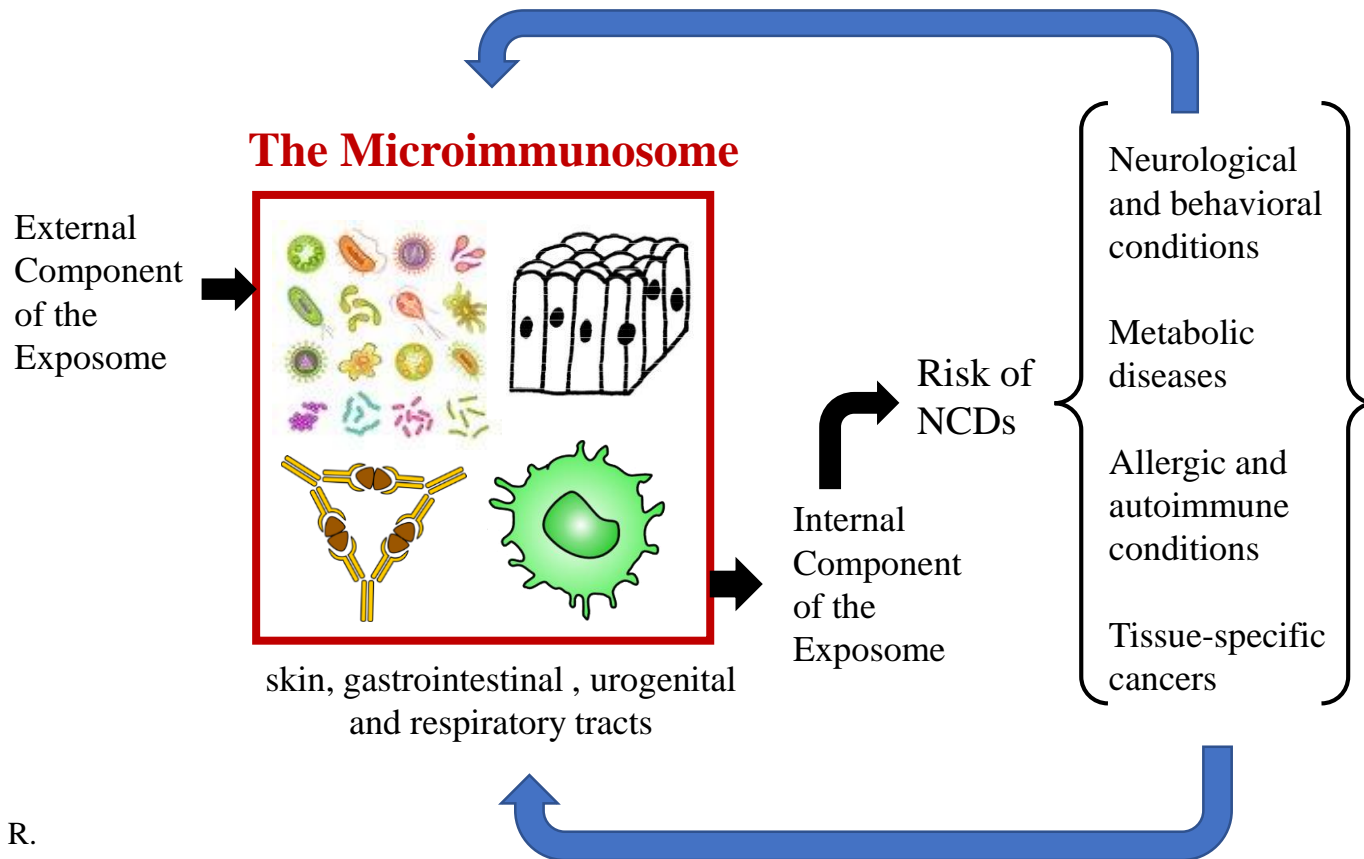 The Microimmunosome
External
Component
of the
Exposome
skin, gastrointestinal , urogenital
and respiratory tracts
Internal
Component
of the
Exposome
Risk of
NCDs
Neurological
and behavioral
conditions
Metabolic
diseases
Allergic and
autoimmune
conditions
Tissue-specific
cancers
R.